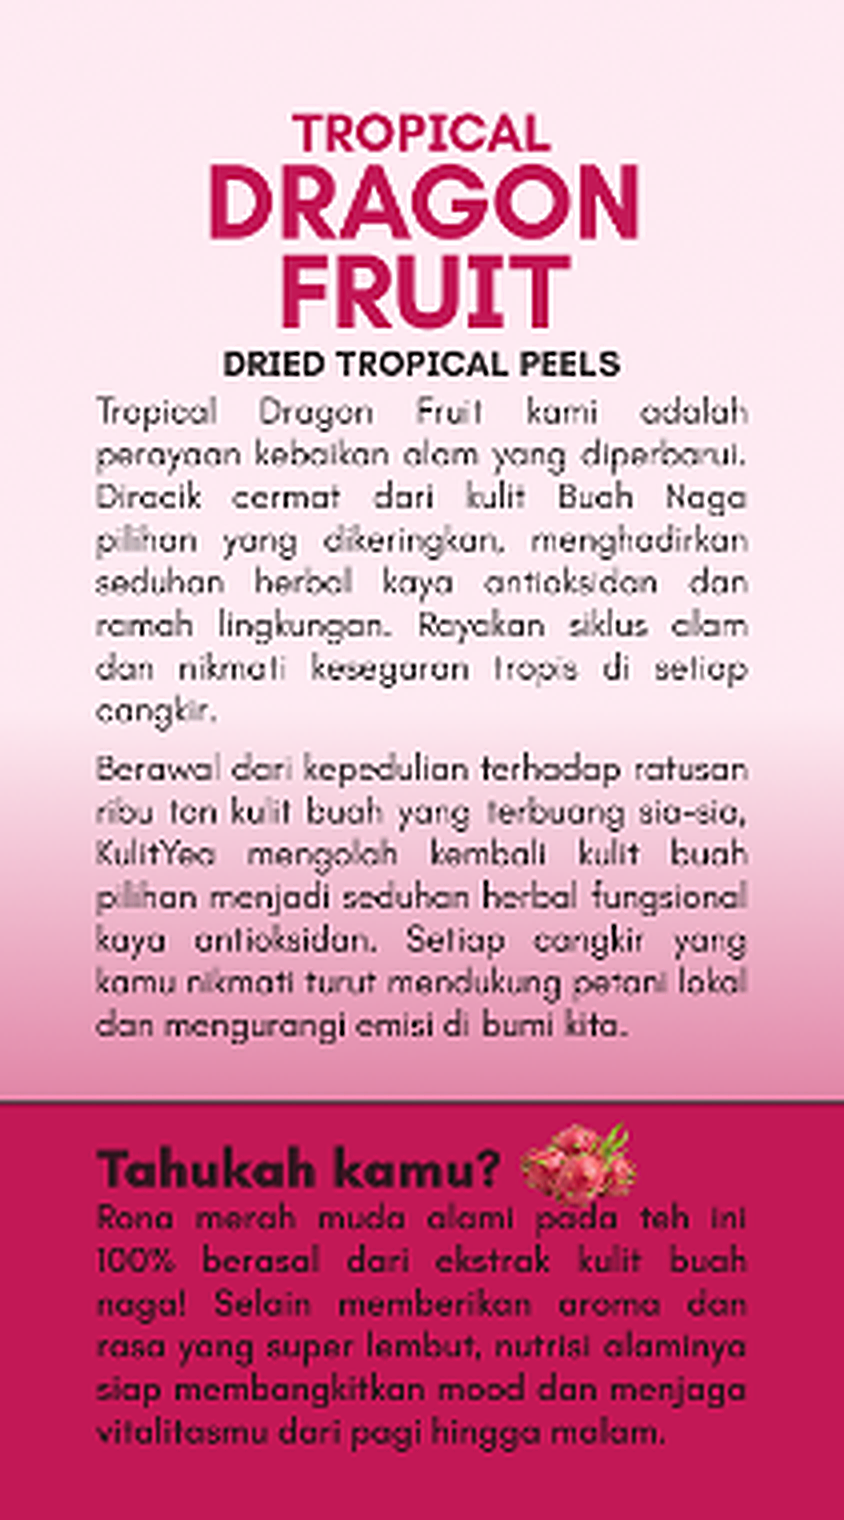 TROPICAL
DRAGON
FRUIT
DRIED TROPICAL PEELS
Tropical Dragon Fruit kami adalah
perayaan kebaikan alam yang diperbarui.
Diracik cermat dari kulit Buah Naga
pilihan yang dikeringkan, menghadirkan
seduhan herbal kaya antioksidan dan
ramah lingkungan. Rayakan siklus alam
dan nikmati kesegaran tropis di setiap
cangkir.
Berawal dari kepedulian terhadap ratusan
ribu ton kulit buah yang terbuang sia-sia,
KulitYea mengolah kembali kulit buah
pilihan menjadi seduhan herbal fungsional
kaya antioksidan. Setiap cangkir yang
kamu nikmati turut mendukung petani lokal
dan mengurangi emisi di bumi kita.
Tahukah kamu?
Rona merah muda alami pada teh ini
100% berasal dari ekstrak kulit buah
naga! Selain memberikan aroma dan
rasa yang super lembut, nutrisi alaminya
siap membangkitkan mood dan menjaga
vitalitasmu dari pagi hingga malam.